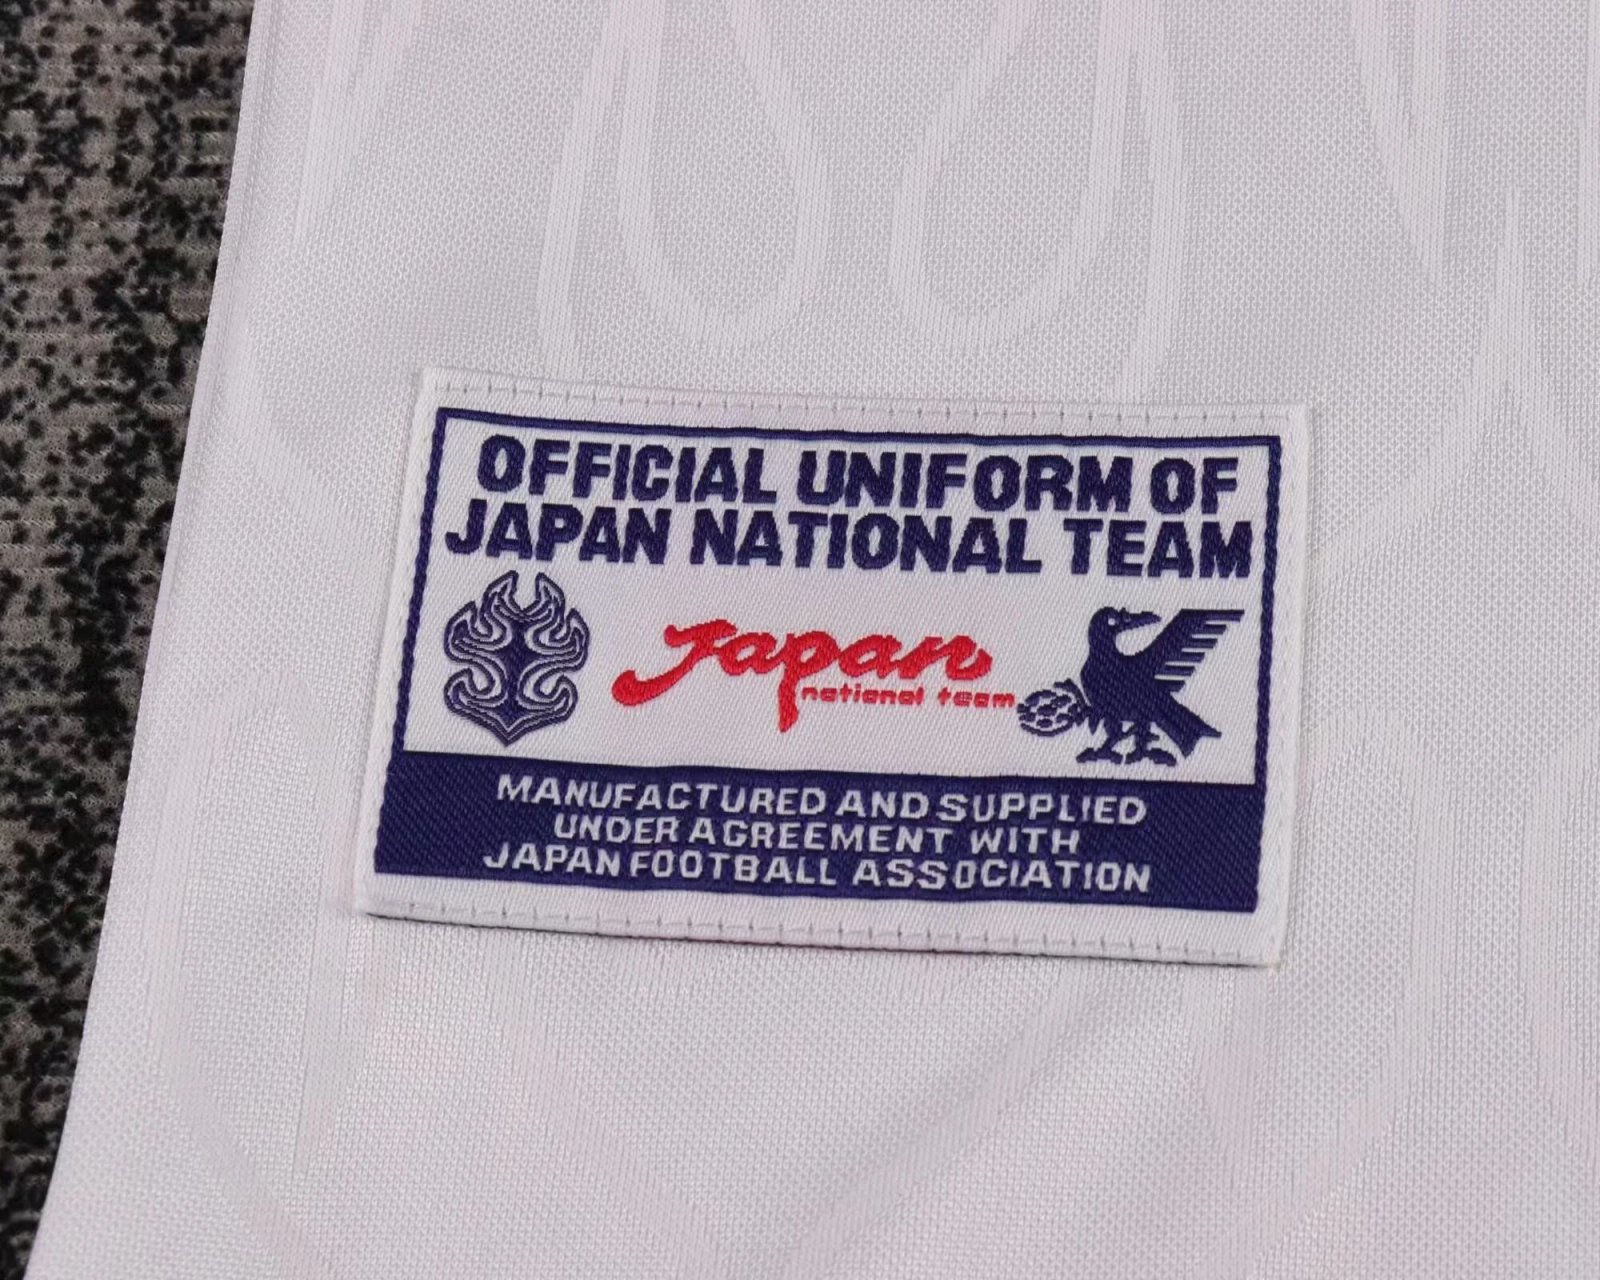 OFFICIAL UNIFORM OF
JAPAN NATIONAL TEAM
Japan
national team
MANUFACTURED AND SUPPLIED
UNDER AGREEMENT WITH
JAPAN FOOTBALL ASSOCIATION